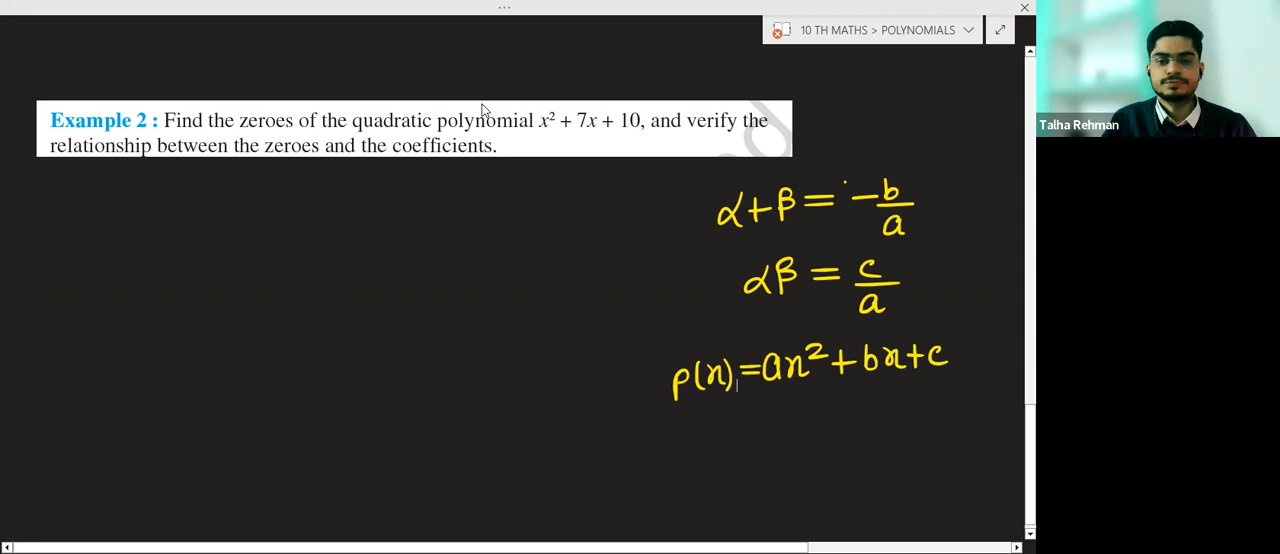 10 TH MATHS > POLYNOMIALS
Example 2 : Find the zeroes of the quadratic polynomial x² + 7x + 10, and verify the
relationship between the zeroes and the coefficients.
α+β = -b/a
αβ = c/a
p(x) = ax²+bx+c
Talha Rehman